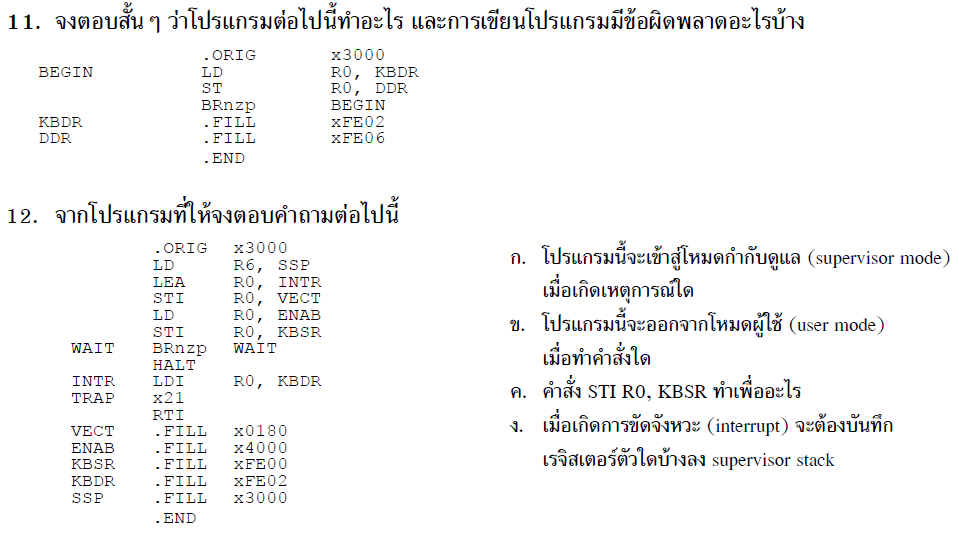 11. จงตอบสั้น ๆ ว่าโปรแกรมต่อไปนี้ทำอะไร และการเขียนโปรแกรมมีข้อผิดพลาดอะไรบ้าง
.ORIG x3000
BEGIN LD R0, KBDR
ST R0, DDR
BRnzp BEGIN
KBDR .FILL xFE02
DDR .FILL xFE06
.END
12. จากโปรแกรมที่ให้จงตอบคำถามต่อไปนี้
.ORIG x3000
LD R6, SSP
LEA R0, INTR
STI R0, VECT
LD R0, ENAB
STI R0, KBSR
WAIT BRnzp WAIT
HALT
INTR LDI R0, KBDR
TRAP x21
RTI
VECT .FILL x0180
ENAB .FILL x4000
KBSR .FILL xFE00
KBDR .FILL xFE02
SSP .FILL x3000
.END
ก. โปรแกรมนี้จะเข้าสู่โหมดกำกับดูแล (supervisor mode)
เมื่อเกิดเหตุการณ์ใด
ข. โปรแกรมนี้จะออกจากโหมดผู้ใช้ (user mode)
เมื่อทำคำสั่งใด
ค. คำสั่ง STI R0, KBSR ทำเพื่ออะไร
ง. เมื่อเกิดการขัดจังหวะ (interrupt) จะต้องบันทึก
เรจิสเตอร์ตัวใดบ้างลง supervisor stack